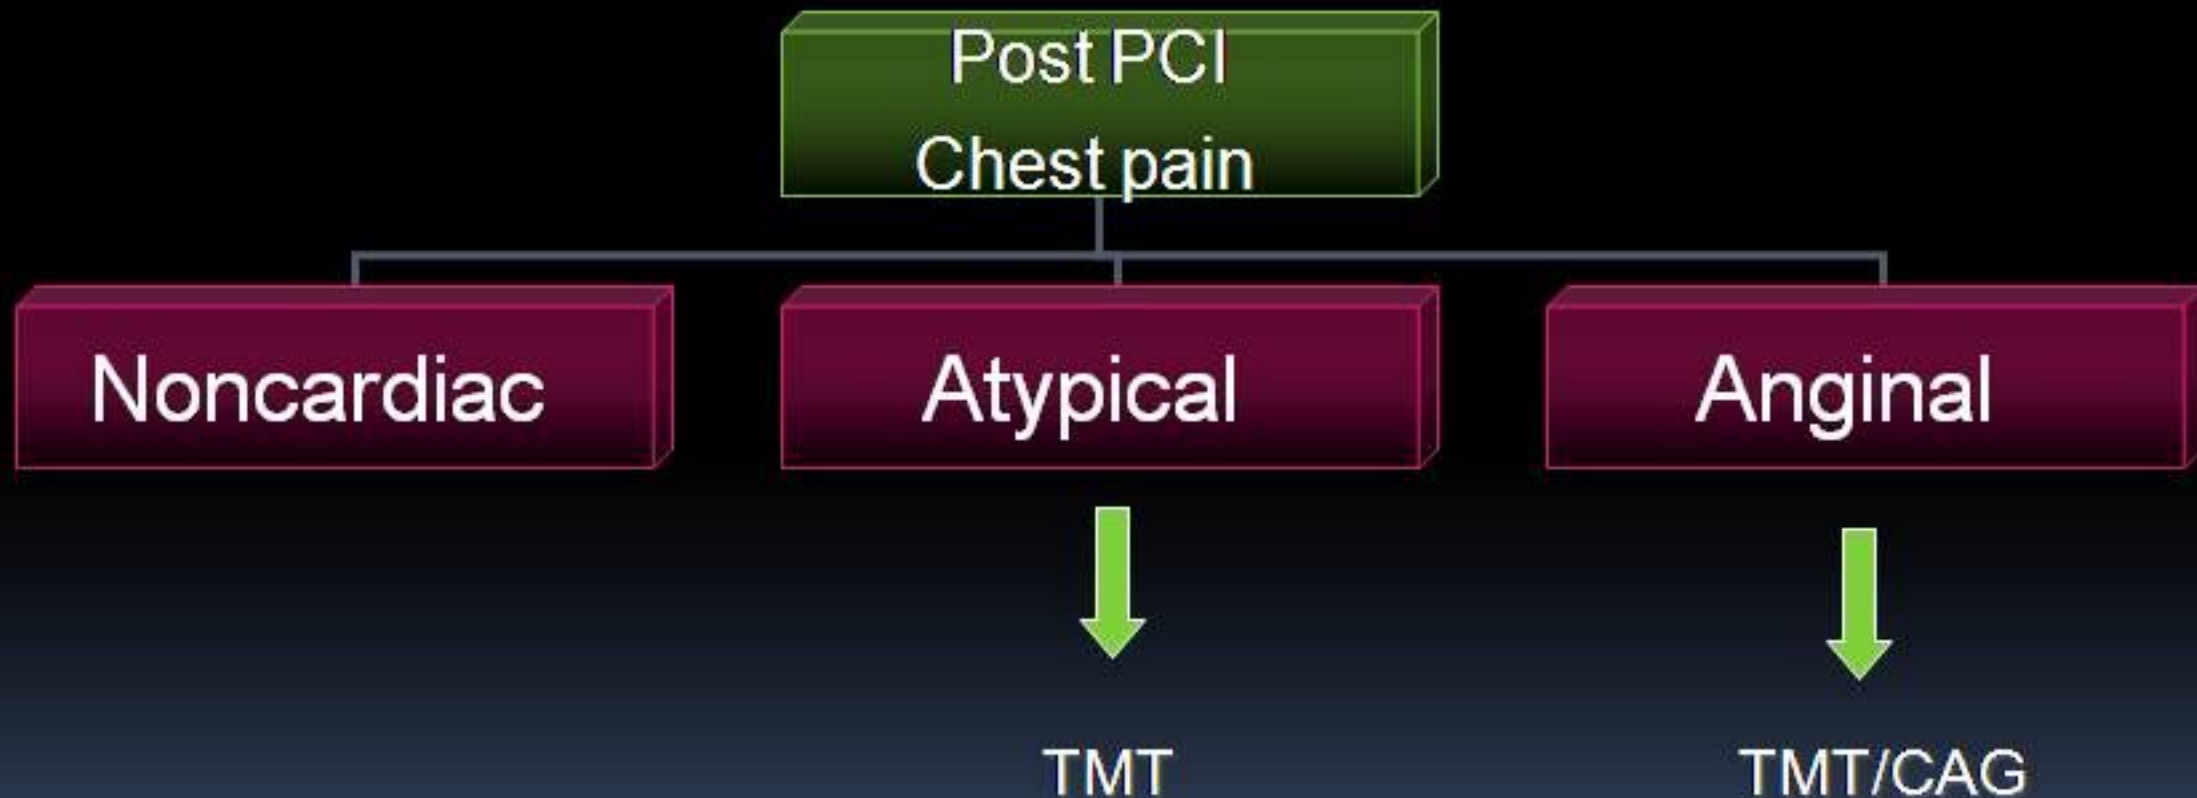 Post PCI
Chest pain
Noncardiac
Atypical
Anginal
TMT
TMT/CAG